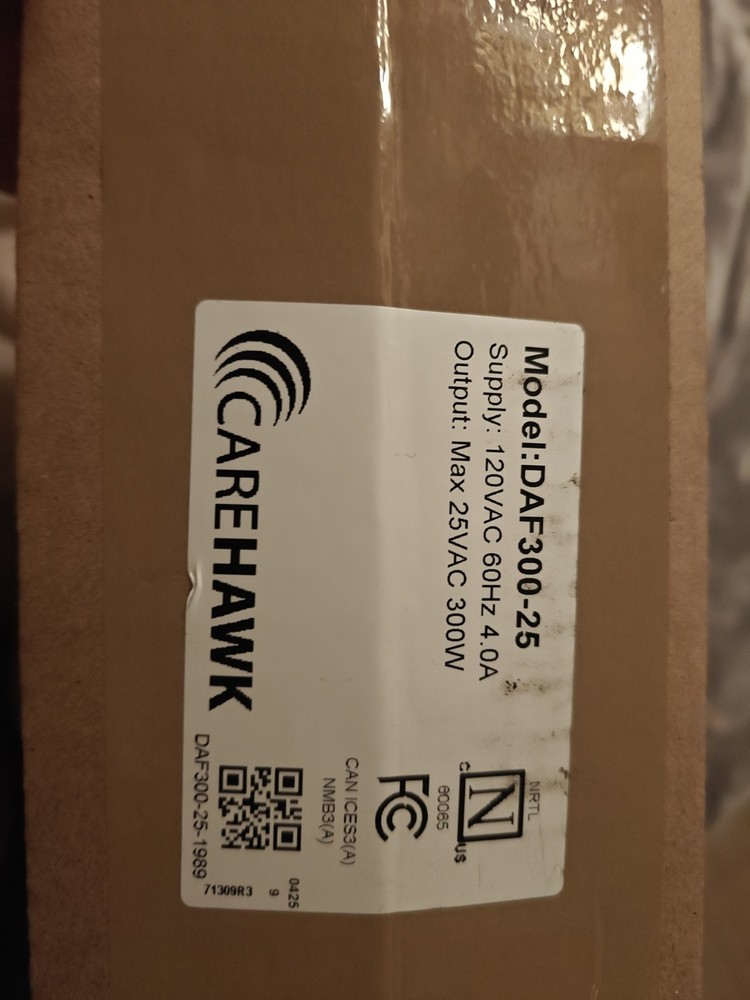 Model:DAF300-25
Supply: 120VAC 60Hz 4.0A
Output: Max 25VAC 300W
NRTL
N
C US
60065
FC
CAN ICES3(A)
NMB3(A)
CAREHAWK
0425
9
71309R3
DAF300-25-1989